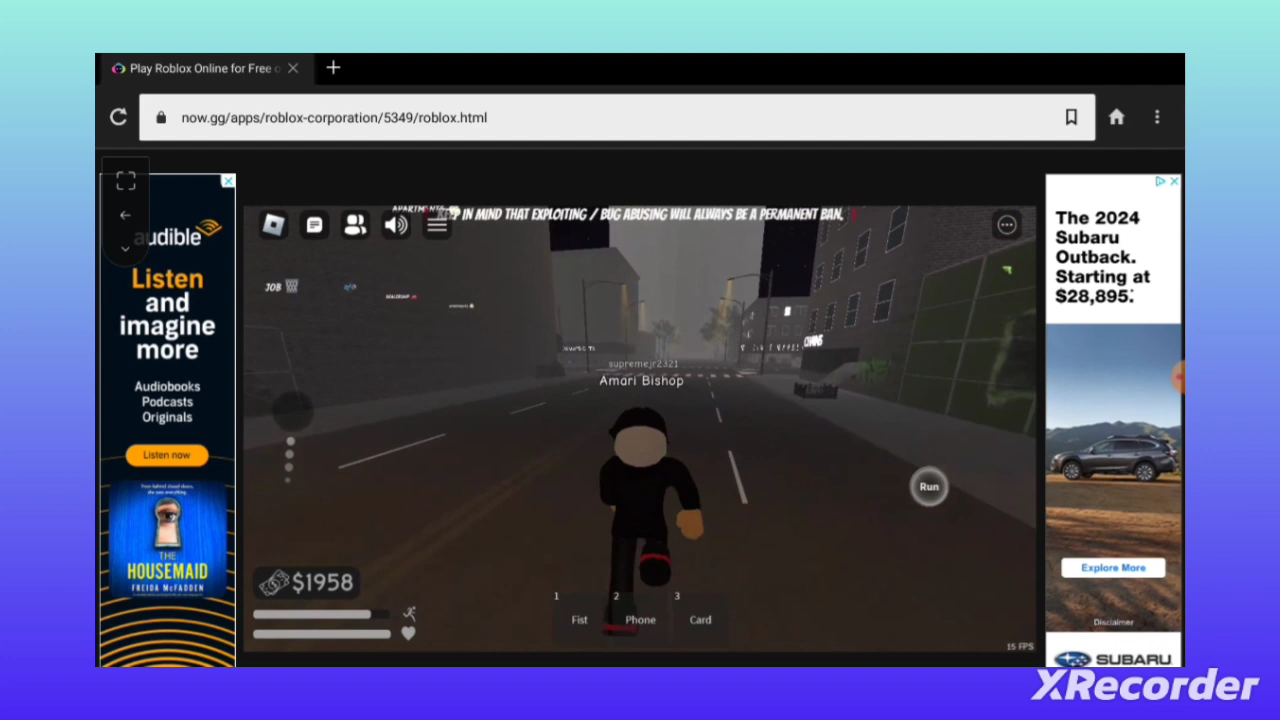 Play Roblox Online for Free o
now.gg/apps/roblox-corporation/5349/roblox.html
audible
Listen
and
imagine
more
Audiobooks
Podcasts
Originals
Listen now
THE
HOUSEMAID
FREIDA McFADDEN
APARTMENTS
IN MIND THAT EXPLOITING / BUG ABUSING WILL ALWAYS BE A PERMANENT BAN.
JOB
DEALERSHIP
supremejr2321
Amari Bishop
Run
$1958
1 2 3
Fist Phone Card
15 FPS
The 2024
Subaru
Outback.
Starting at
$28,895.*
Explore More
Disclaimer
SUBARU
XRecorder